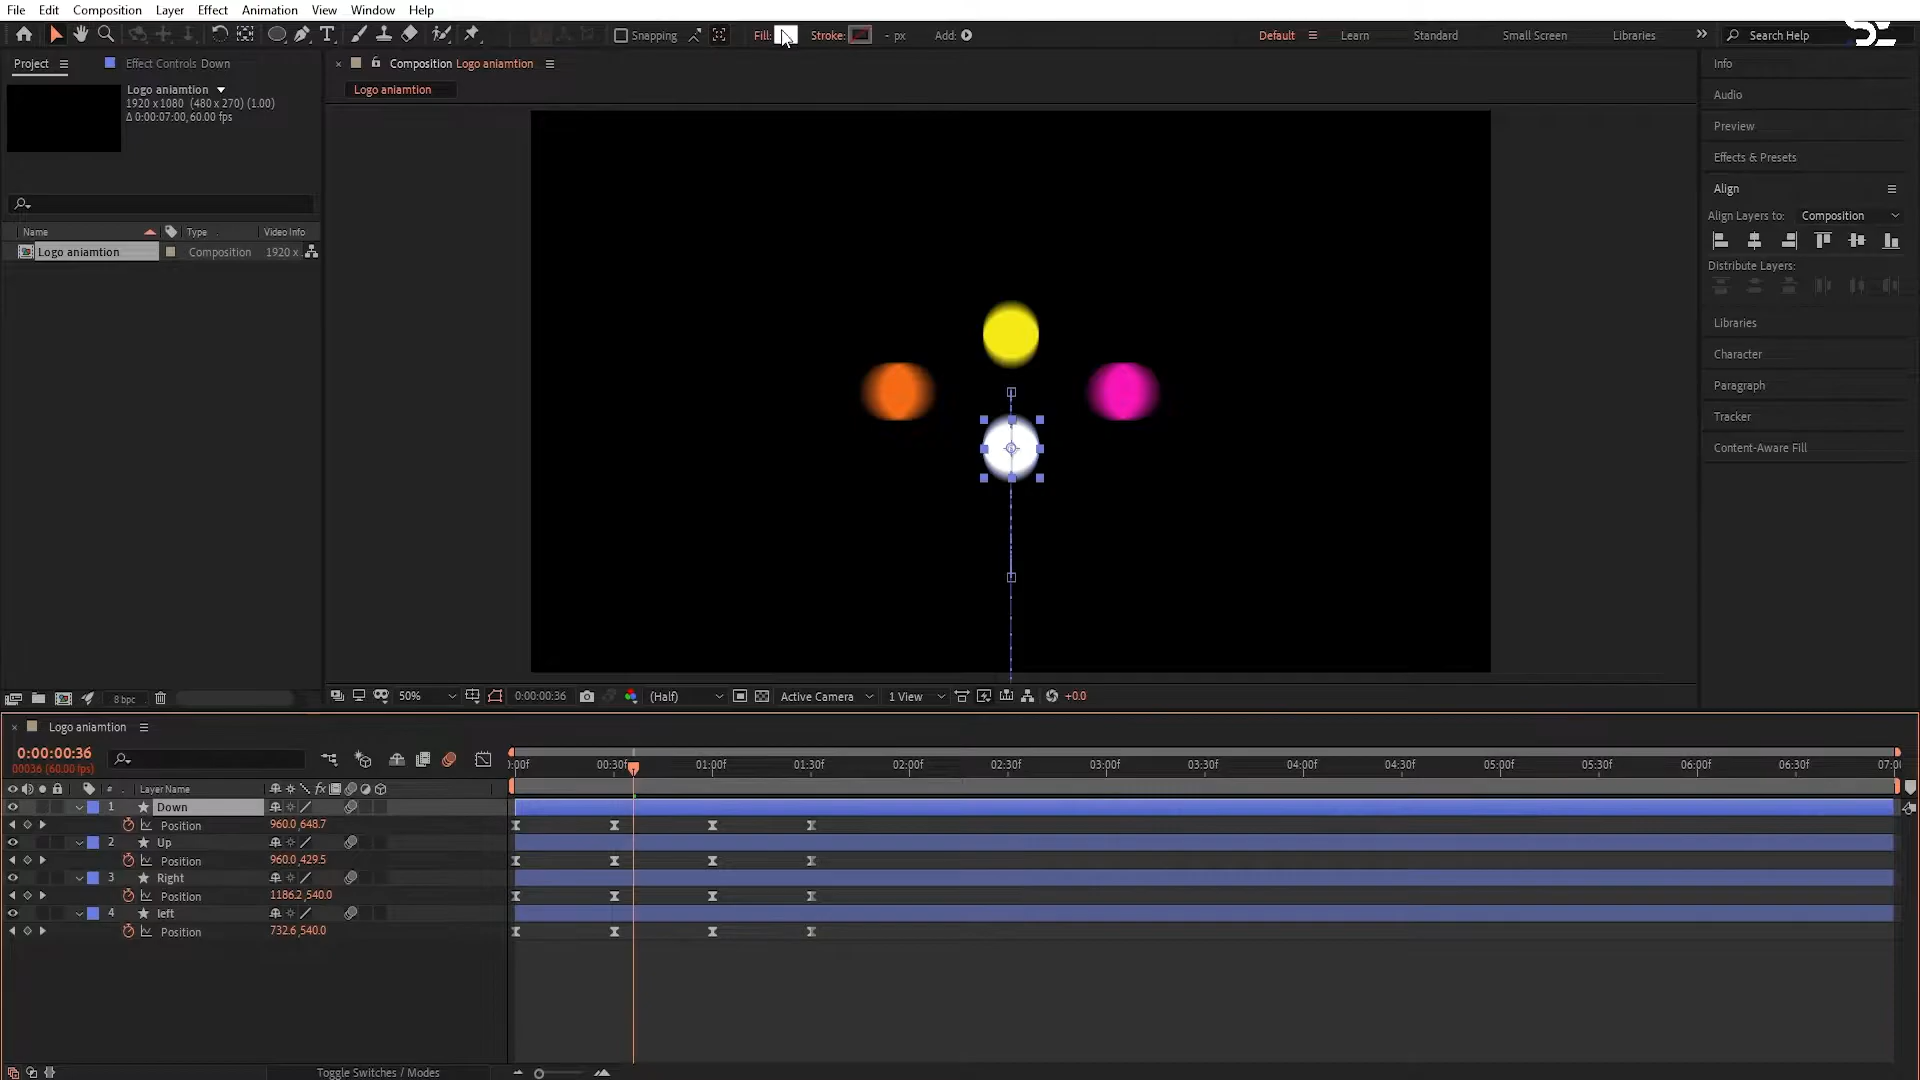 File Edit Composition Layer Effect Animation View Window Help
Snapping Fill: Stroke: - px Add: Default Learn Standard Small Screen Libraries Search Help
Project Effect Controls Down
Composition Logo aniamtion
Logo aniamtion
Logo aniamtion
1920 x 1080 (480 x 270) (1.00)
Δ 0:00:07:00, 60.00 fps
Name Type Video Info
Logo aniamtion Composition 1920 x
Info
Audio
Preview
Effects & Presets
Align
Align Layers to: Composition
Distribute Layers:
Libraries
Character
Paragraph
Tracker
Content-Aware Fill
8 bpc
50% 0:00:00:36 (Half) Active Camera 1 View +0.0
Logo aniamtion
0:00:00:36
00036 (60.00 fps)
):00f 00:30f 01:00f 01:30f 02:00f 02:30f 03:00f 03:30f 04:00f 04:30f 05:00f 05:30f 06:00f 06:30f 07:0
# Layer Name fx
1 Down
Position 960.0,648.7
2 Up
Position 960.0,429.5
3 Right
Position 1186.2,540.0
4 left
Position 732.6,540.0
Toggle Switches / Modes